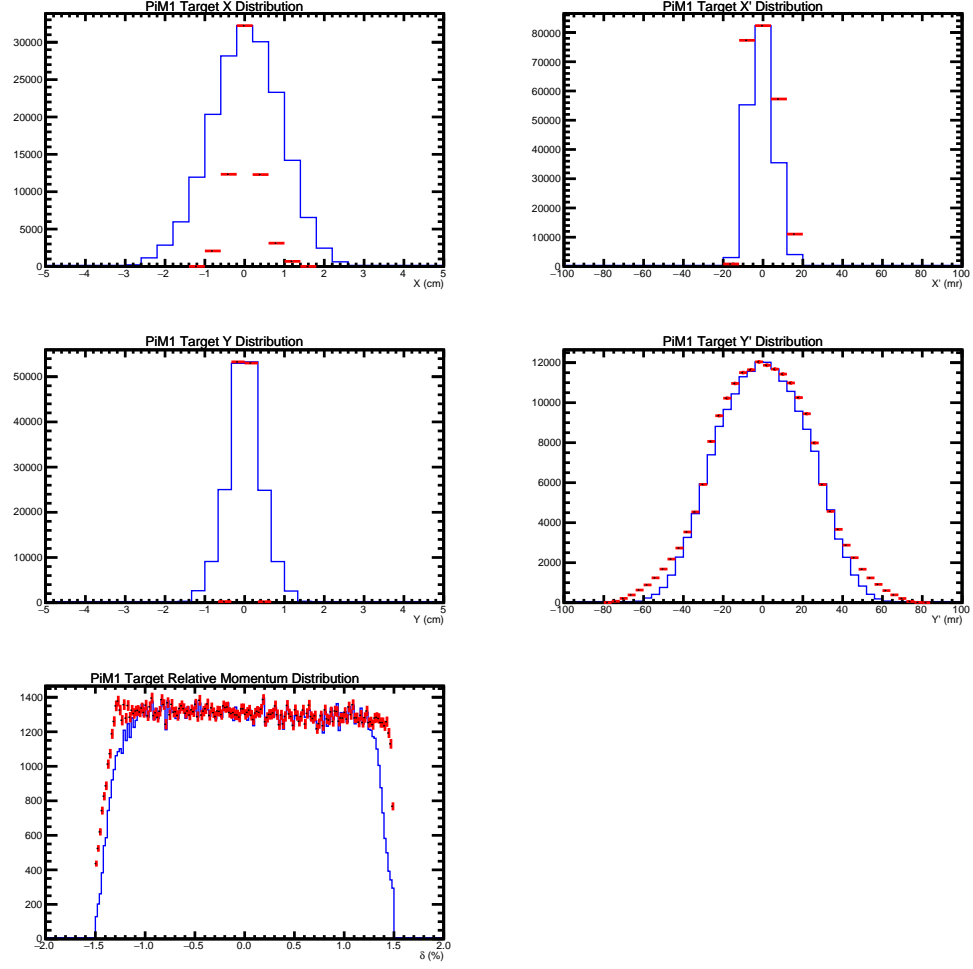 PiM1 Target X Distribution
30000
25000
20000
15000
10000
5000
0
−5 −4 −3 −2 −1 0 1 2 3 4 5
X (cm)
PiM1 Target X' Distribution
80000
70000
60000
50000
40000
30000
20000
10000
0
−100 −80 −60 −40 −20 0 20 40 60 80 100
X' (mr)
PiM1 Target Y Distribution
50000
40000
30000
20000
10000
0
−5 −4 −3 −2 −1 0 1 2 3 4 5
Y (cm)
PiM1 Target Y' Distribution
12000
10000
8000
6000
4000
2000
0
−100 −80 −60 −40 −20 0 20 40 60 80 100
Y' (mr)
PiM1 Target Relative Momentum Distribution
1400
1200
1000
800
600
400
200
0
−2.0 −1.5 −1.0 −0.5 0.0 0.5 1.0 1.5 2.0
δ (%)